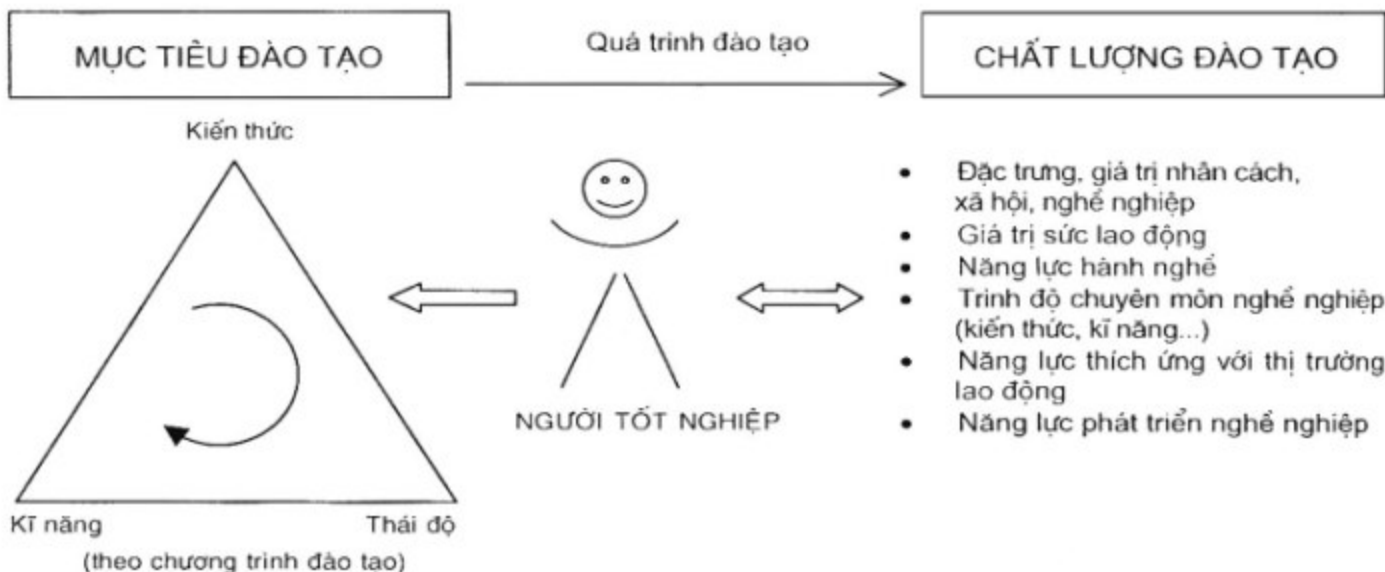 MỤC TIÊU ĐÀO TẠO
Quá trình đào tạo
CHẤT LƯỢNG ĐÀO TẠO
Kiến thức
Kĩ năng
Thái độ
(theo chương trình đào tạo)
NGƯỜI TỐT NGHIỆP
• Đặc trưng, giá trị nhân cách,
xã hội, nghề nghiệp
• Giá trị sức lao động
• Năng lực hành nghề
• Trình độ chuyên môn nghề nghiệp
(kiến thức, kĩ năng...)
• Năng lực thích ứng với thị trường
lao động
• Năng lực phát triển nghề nghiệp